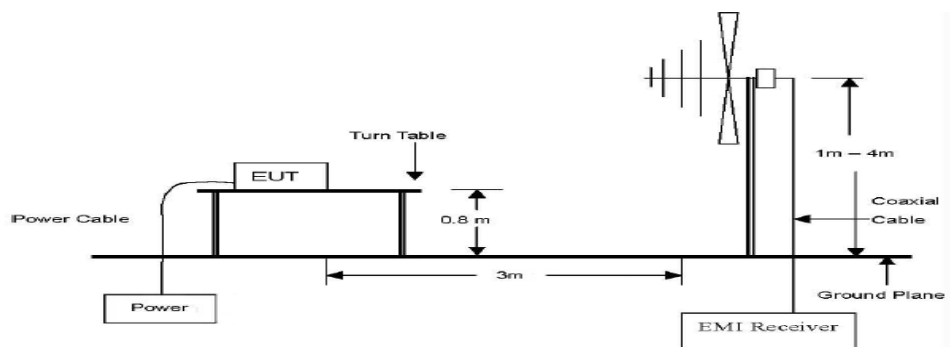 Turn Table
EUT
1m – 4m
Power Cable
0.8 m
Coaxial
Cable
3m
Power
Ground Plane
EMI Receiver